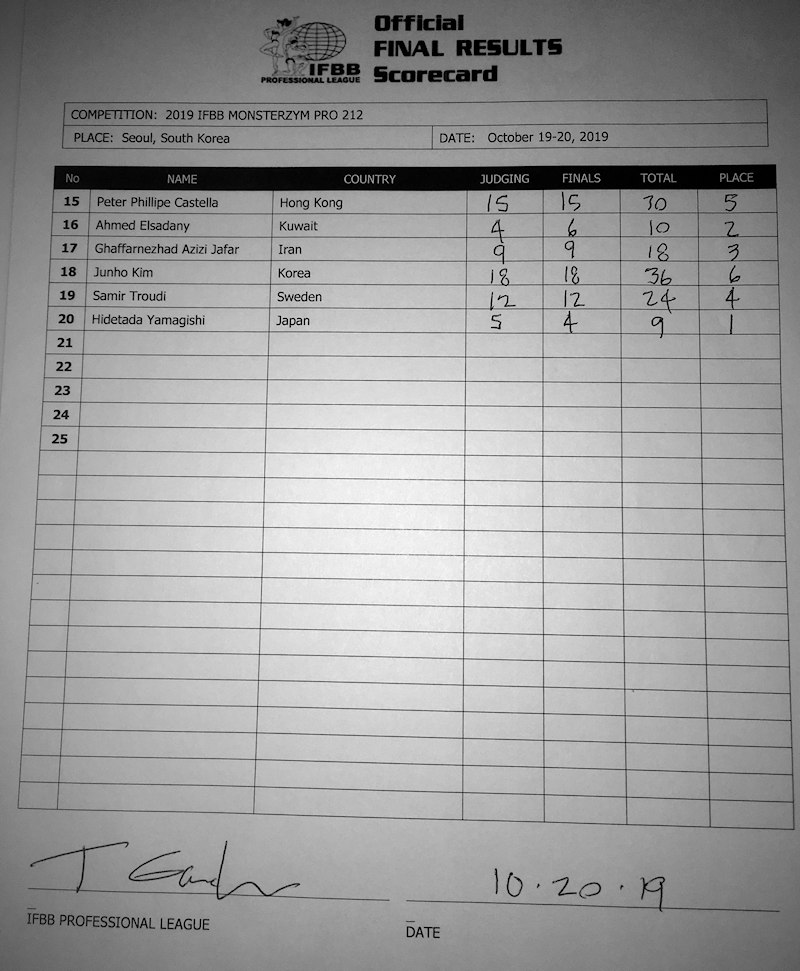 Official
FINAL RESULTS
Scorecard
IFBB
PROFESSIONAL LEAGUE
COMPETITION: 2019 IFBB MONSTERZYM PRO 212
PLACE: Seoul, South Korea DATE: October 19-20, 2019
No NAME COUNTRY JUDGING FINALS TOTAL PLACE
15 Peter Phillipe Castella Hong Kong 15 15 30 5
16 Ahmed Elsadany Kuwait 4 6 10 2
17 Ghaffarnezhad Azizi Jafar Iran 9 9 18 3
18 Junho Kim Korea 18 18 36 6
19 Samir Troudi Sweden 12 12 24 4
20 Hidetada Yamagishi Japan 5 4 9 1
21
22
23
24
25
10.20.19
IFBB PROFESSIONAL LEAGUE DATE